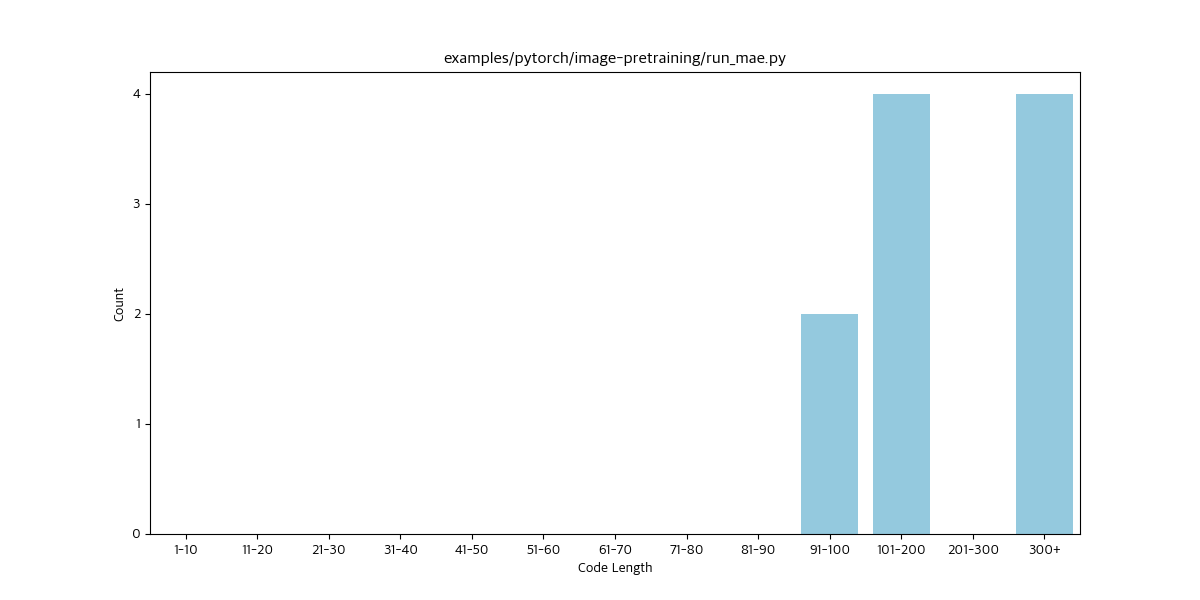 examples/pytorch/image-pretraining/run_mae.py
4
3
2
1
0
Count
1-10 11-20 21-30 31-40 41-50 51-60 61-70 71-80 81-90 91-100 101-200 201-300 300+
Code Length